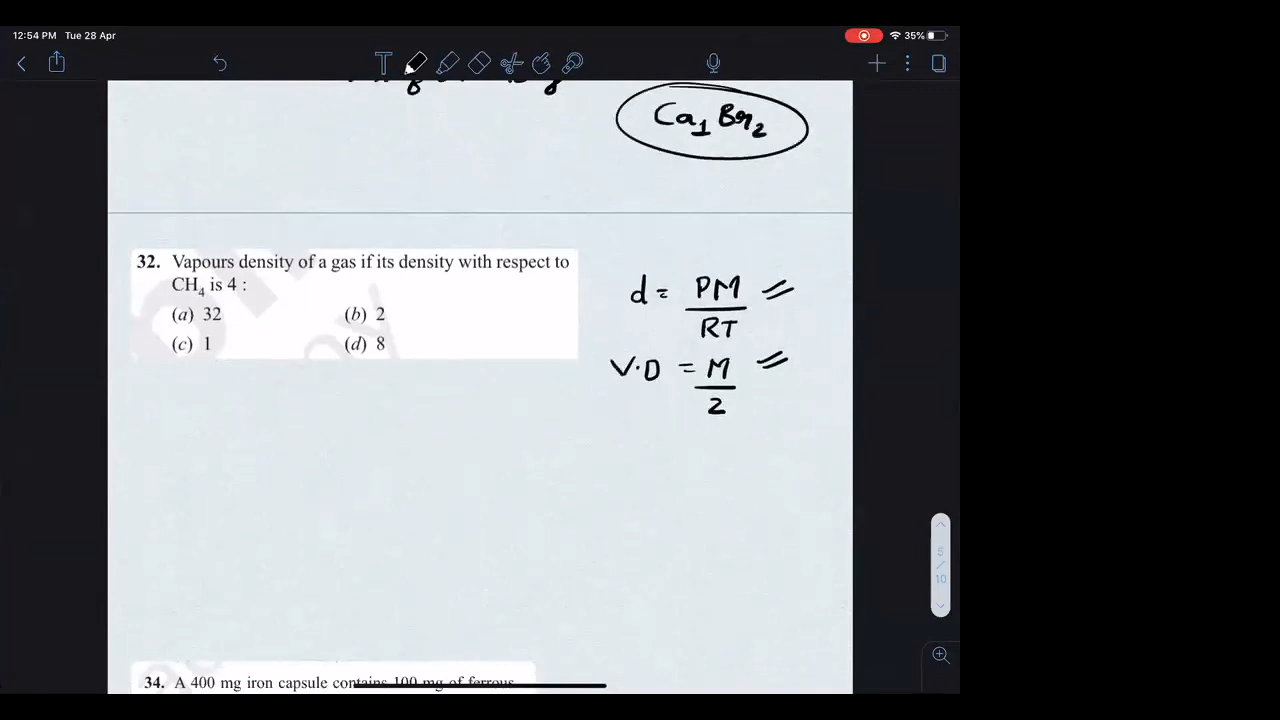 12:54 PM Tue 28 Apr
35%
Ca1 Br2
32. Vapours density of a gas if its density with respect to
CH4 is 4 :
(a) 32 (b) 2
(c) 1 (d) 8
d = PM
RT
V.D = M
2
5
/
10
34. A 400 mg iron capsule contains 100 mg of ferrous